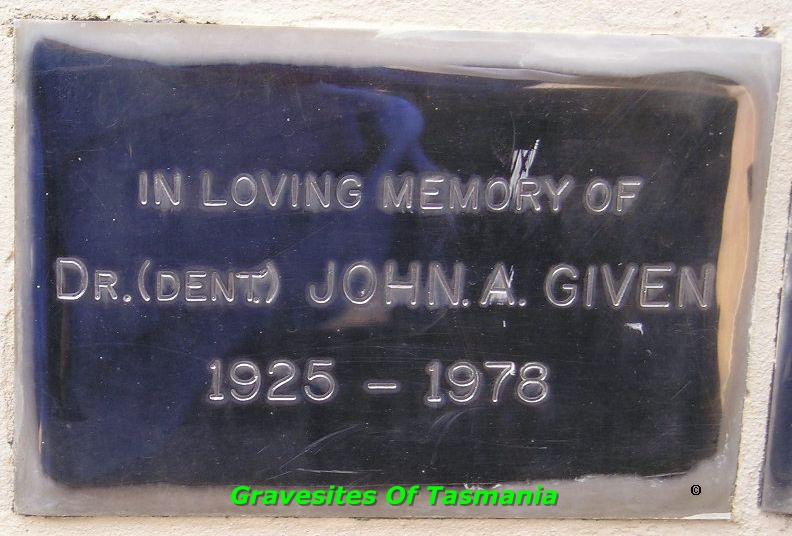 IN LOVING MEMORY OF
DR. (DENT.) JOHN. A. GIVEN
1925 - 1978
Gravesites Of Tasmania ©